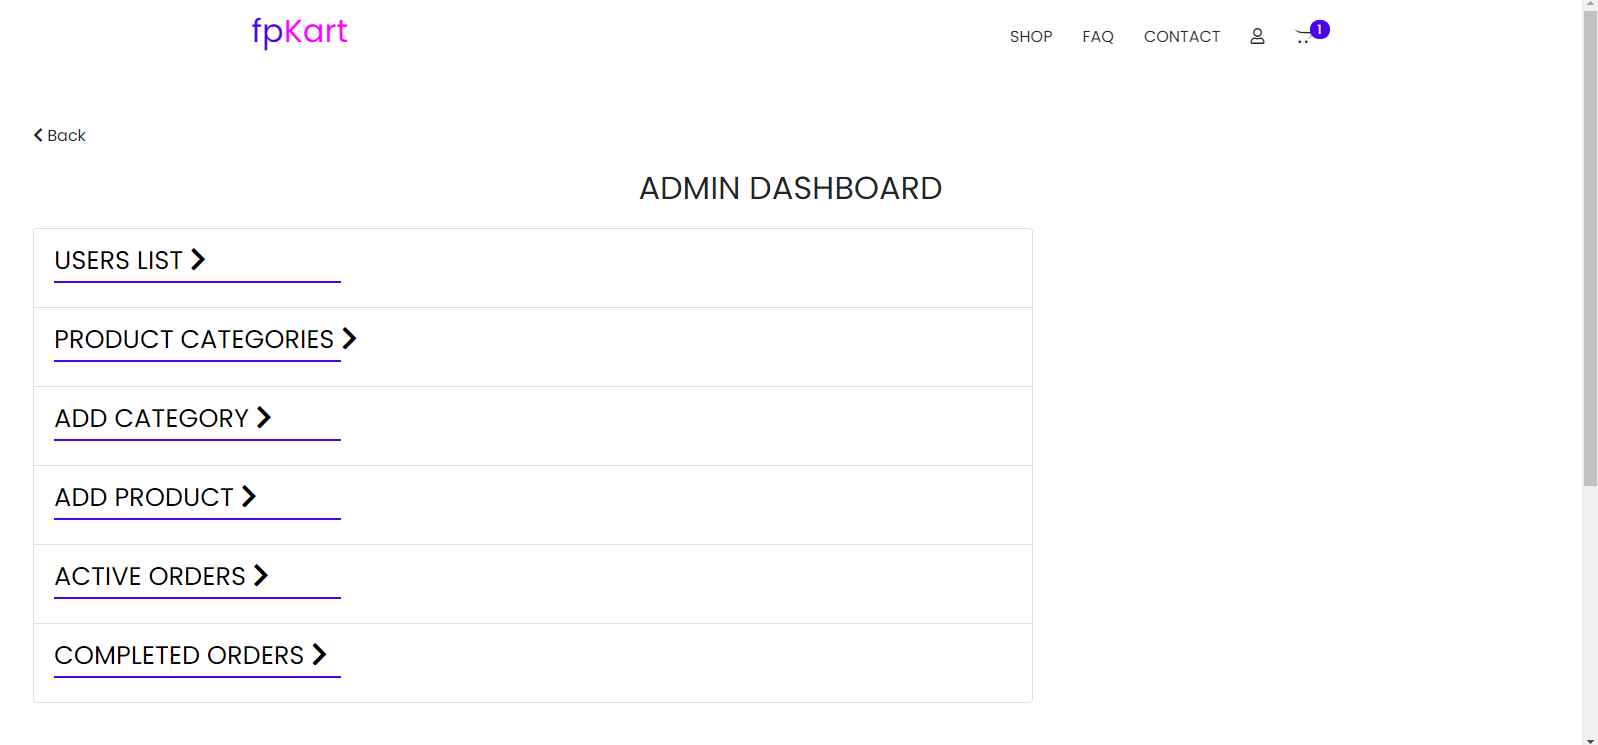 fpKart
SHOP FAQ CONTACT 1
Back
ADMIN DASHBOARD
USERS LIST
PRODUCT CATEGORIES
ADD CATEGORY
ADD PRODUCT
ACTIVE ORDERS
COMPLETED ORDERS